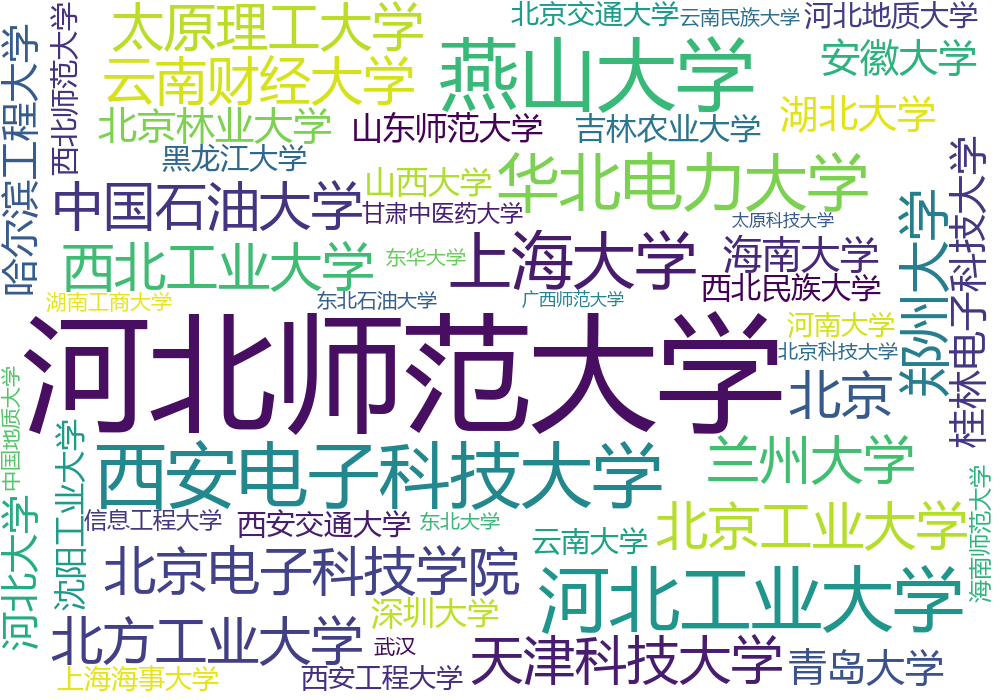 北京交通大学
云南民族大学
河北地质大学
太原理工大学
燕山大学
安徽大学
西北师范大学
哈尔滨工程大学
云南财经大学
湖北大学
北京林业大学
山东师范大学
吉林农业大学
黑龙江大学
华北电力大学
山西大学
中国石油大学
甘肃中医药大学
太原科技大学
桂林电子科技大学
郑州大学
上海大学
海南大学
西北工业大学
东华大学
西北民族大学
湖南工商大学
东北石油大学
广西师范大学
河北师范大学
河南大学
北京科技大学
北京
中国地质大学
西安电子科技大学
兰州大学
沈阳工业大学
河北大学
信息工程大学
西安交通大学
东北大学
云南大学
北京工业大学
海南师范大学
北京电子科技学院
河北工业大学
深圳大学
北方工业大学
武汉
天津科技大学
青岛大学
上海海事大学
西安工程大学